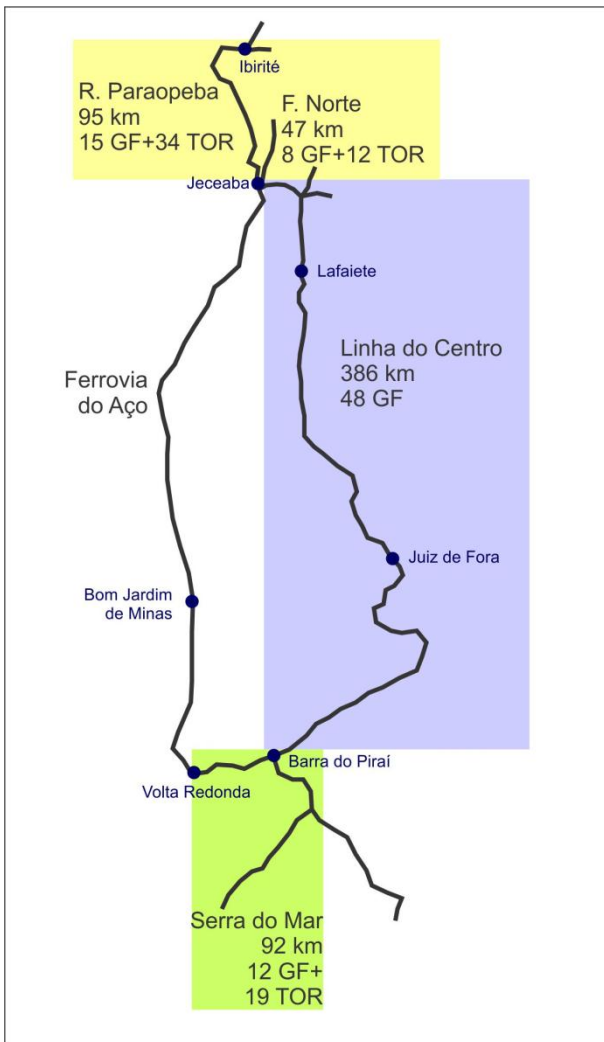 Ibirité
R. Paraopeba
95 km
15 GF+34 TOR
F. Norte
47 km
8 GF+12 TOR
Jeceaba
Lafaiete
Linha do Centro
386 km
48 GF
Ferrovia
do Aço
Juiz de Fora
Bom Jardim
de Minas
Barra do Piraí
Volta Redonda
Serra do Mar
92 km
12 GF+
19 TOR